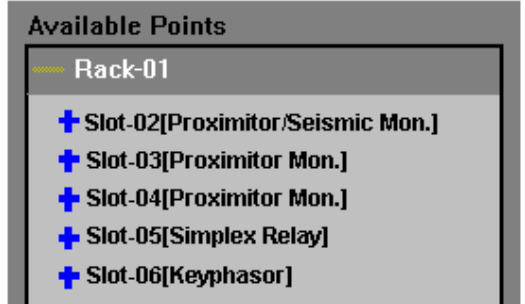 Available Points
Rack-01
Slot-02[Proximitor/Seismic Mon.]
Slot-03[Proximitor Mon.]
Slot-04[Proximitor Mon.]
Slot-05[Simplex Relay]
Slot-06[Keyphasor]